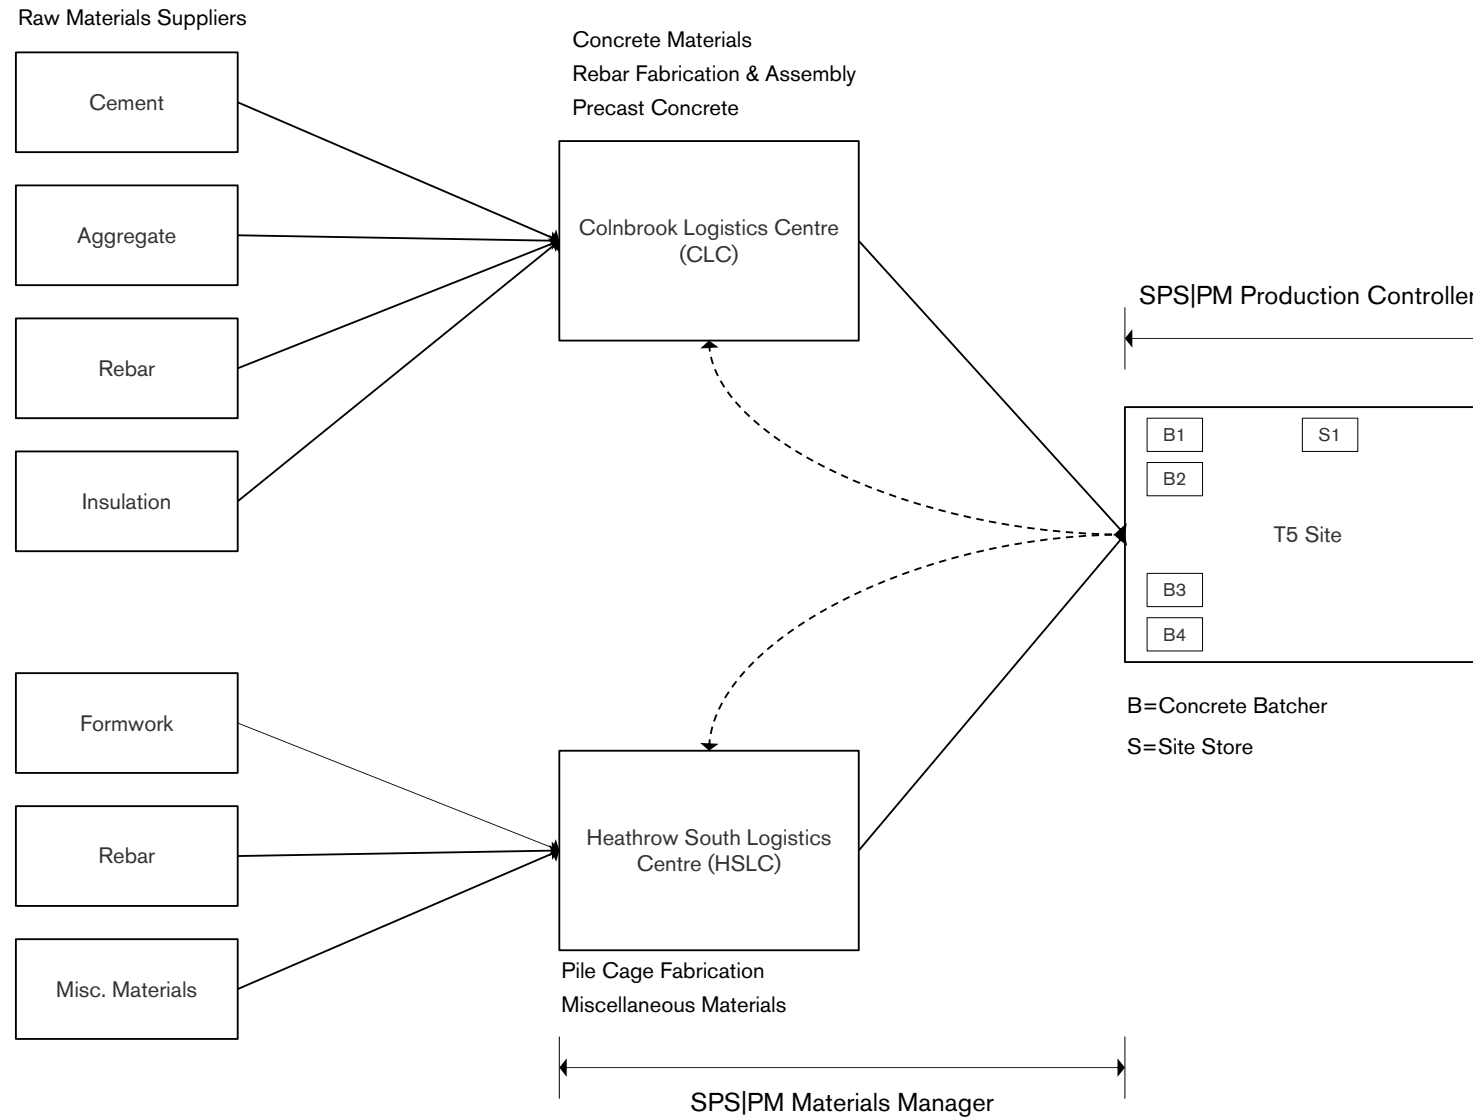 Raw Materials Suppliers
Cement
Aggregate
Rebar
Insulation
Formwork
Rebar
Misc. Materials
Concrete Materials
Rebar Fabrication & Assembly
Precast Concrete
Colnbrook Logistics Centre
(CLC)
Heathrow South Logistics
Centre (HSLC)
Pile Cage Fabrication
Miscellaneous Materials
SPS|PM Materials Manager
SPS|PM Production Controller
B1
S1
B2
T5 Site
B3
B4
B=Concrete Batcher
S=Site Store